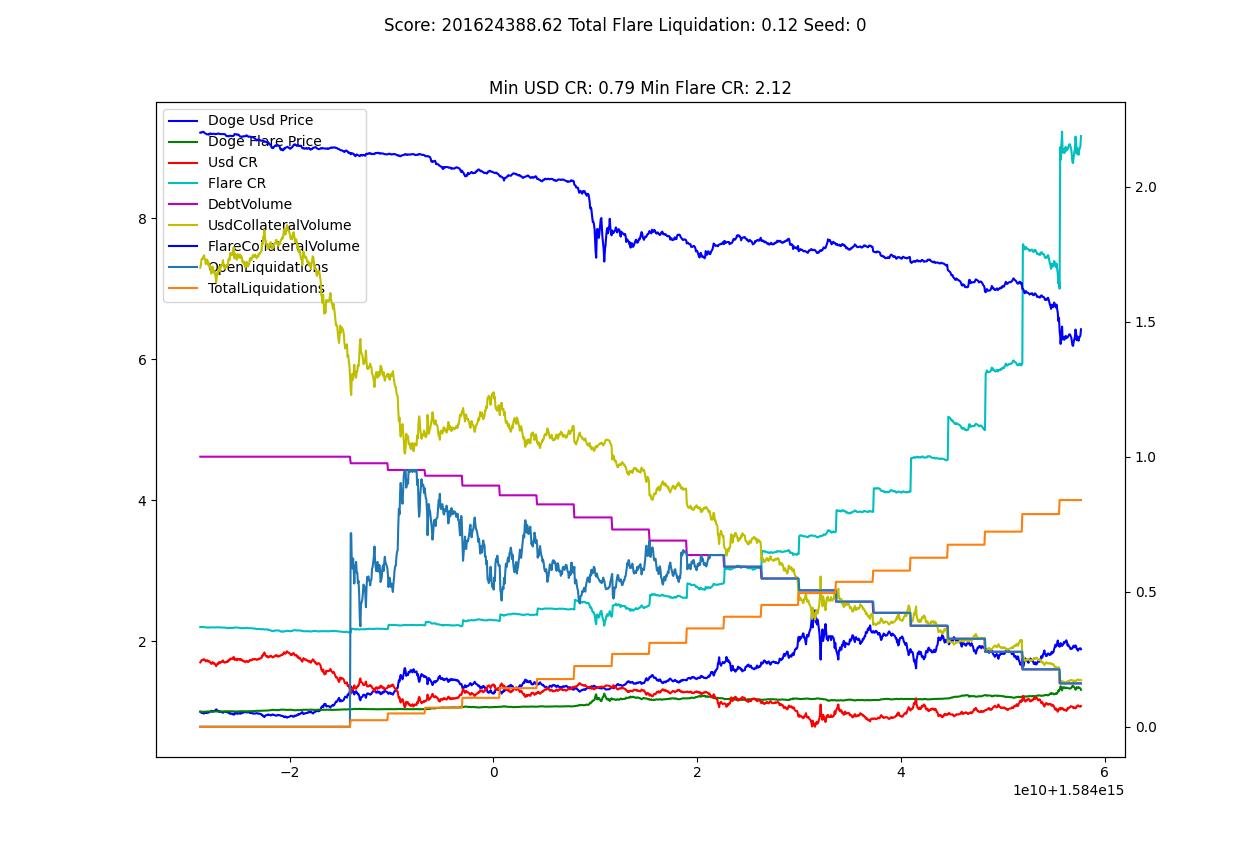 Score: 201624388.62 Total Flare Liquidation: 0.12 Seed: 0
Min USD CR: 0.79 Min Flare CR: 2.12
Doge Usd Price
Doge Flare Price
Usd CR
Flare CR
DebtVolume
UsdCollateralVolume
FlareCollateralVolume
OpenLiquidations
TotalLiquidations
8
6
4
2
2.0
1.5
1.0
0.5
0.0
−2 0 2 4 6
1e10+1.584e15